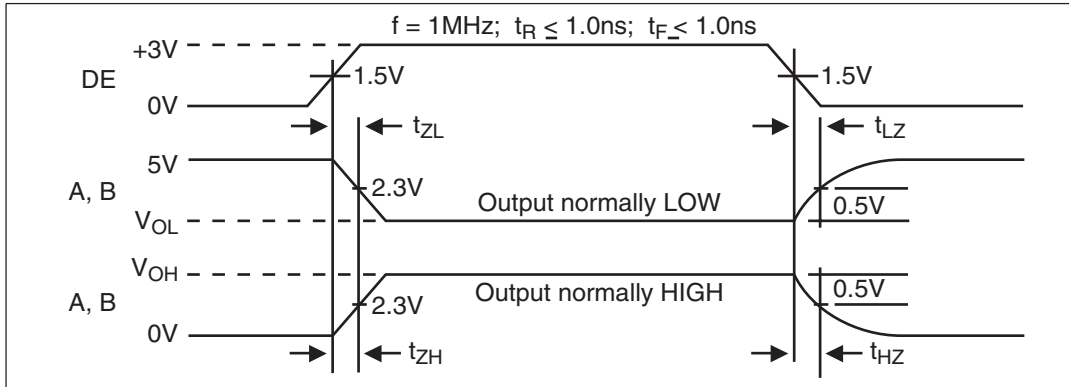 f = 1MHz; tR ≤ 1.0ns; tF ≤ 1.0ns
+3V
DE
1.5V
1.5V
0V
tZL
tLZ
5V
A, B
2.3V
Output normally LOW
0.5V
VOL
VOH
A, B
2.3V
Output normally HIGH
0.5V
0V
tZH
tHZ